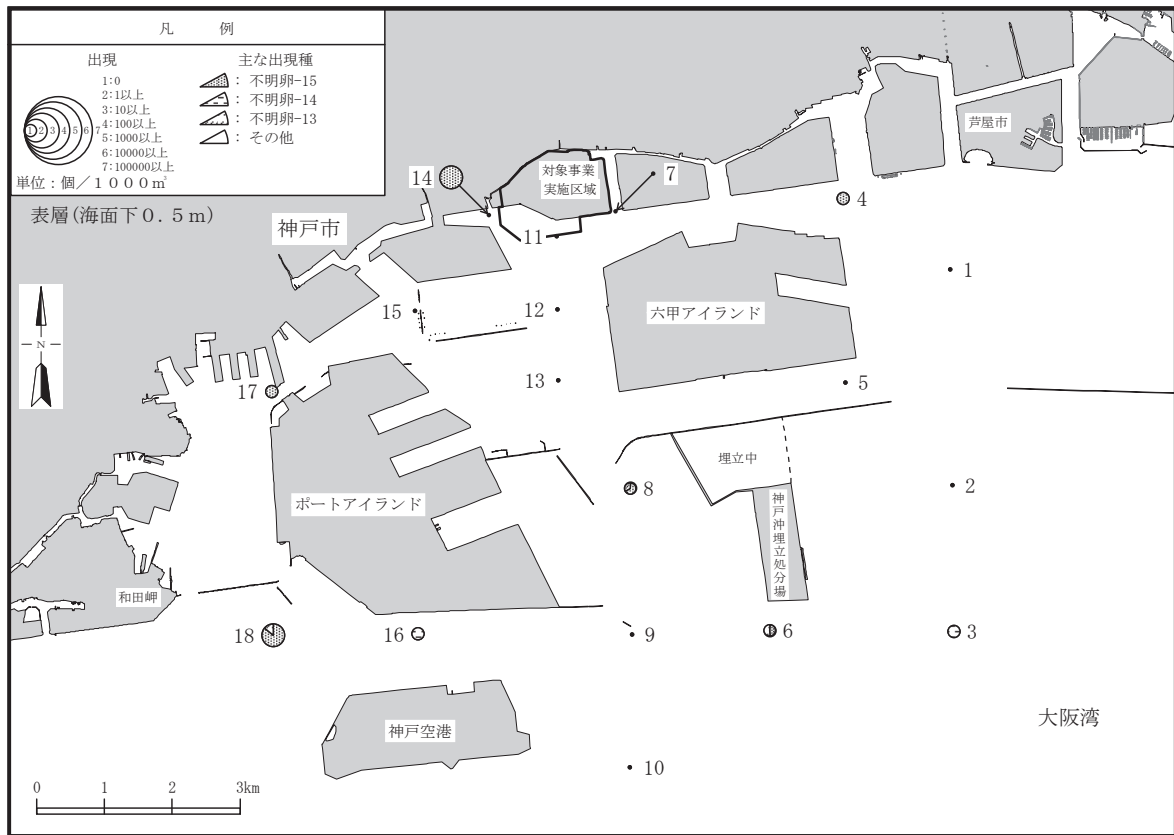 凡　　例
出現
1:0
2:1以上
3:10以上
4:100以上
5:1000以上
6:10000以上
7:100000以上
1 2 3 4 5 6 7
単位：個／1000㎥
主な出現種
：不明卵-15
：不明卵-14
：不明卵-13
：その他
表層(海面下0.5m)
神戸市
芦屋市
対象事業
実施区域
14
7
4
11
1
N
15
12
六甲アイランド
17
13
5
埋立中
8
2
ポートアイランド
神戸沖埋立処分場
和田岬
18
16
9
6
3
神戸空港
大阪湾
10
0 1 2 3km